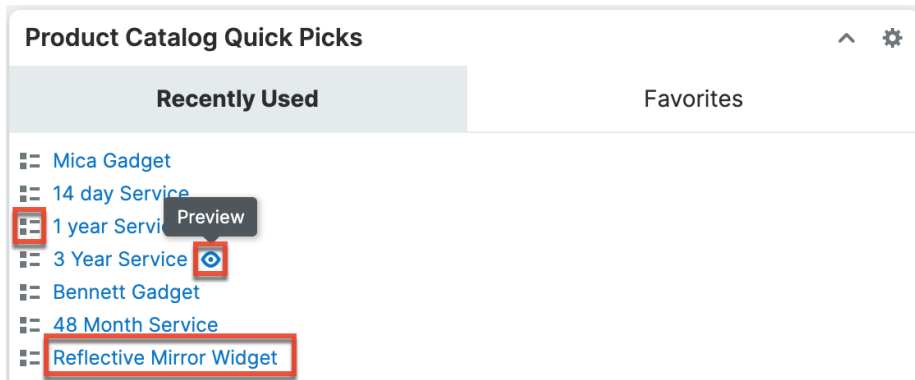 Product Catalog Quick Picks
Recently Used
Favorites
Mica Gadget
14 day Service
Preview
1 year Servi
3 Year Service
Bennett Gadget
48 Month Service
Reflective Mirror Widget